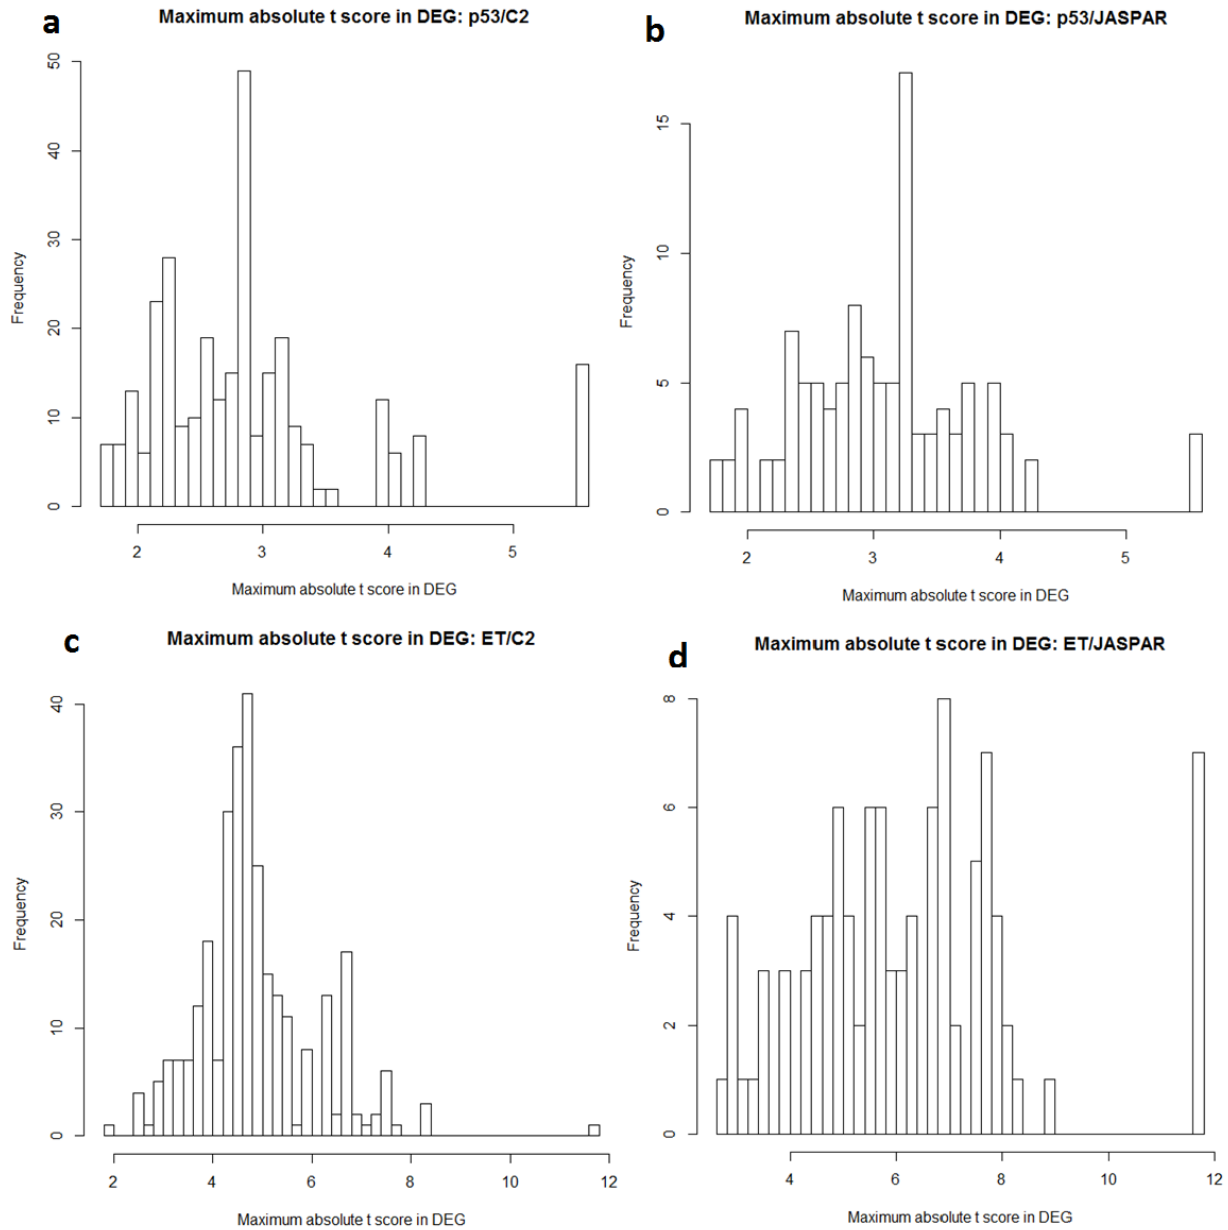 a
Maximum absolute t score in DEG: p53/C2
Frequency
0
10
20
30
40
50
2
3
4
5
Maximum absolute t score in DEG
b
Maximum absolute t score in DEG: p53/JASPAR
Frequency
0
5
10
15
2
3
4
5
Maximum absolute t score in DEG
c
Maximum absolute t score in DEG: ET/C2
Frequency
0
10
20
30
40
2
4
6
8
10
12
Maximum absolute t score in DEG
d
Maximum absolute t score in DEG: ET/JASPAR
Frequency
0
2
4
6
8
4
6
8
10
12
Maximum absolute t score in DEG